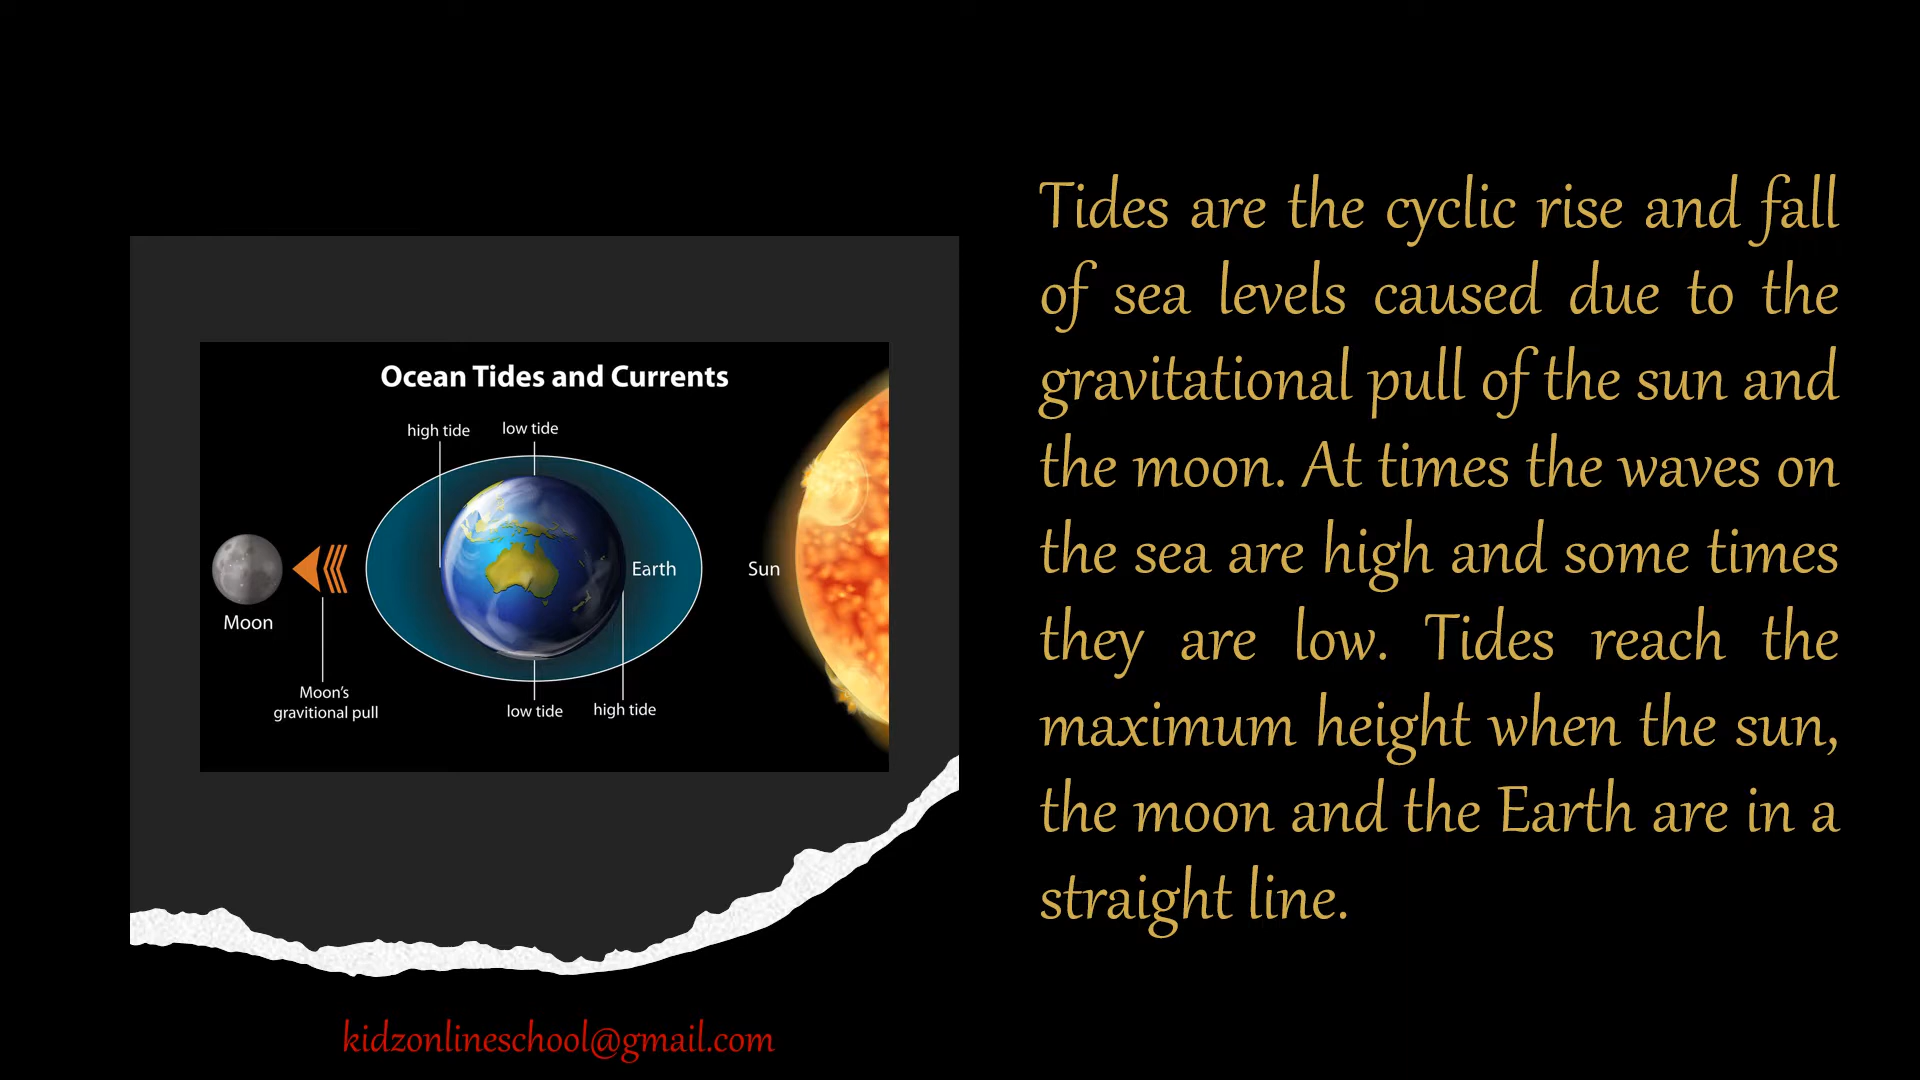 Ocean Tides and Currents
high tide
low tide
Earth
Sun
Moon
Moon's
gravitional pull
low tide
high tide
Tides are the cyclic rise and fall
of sea levels caused due to the
gravitational pull of the sun and
the moon. At times the waves on
the sea are high and some times
they are low. Tides reach the
maximum height when the sun,
the moon and the Earth are in a
straight line.
kidzonlineschool@gmail.com